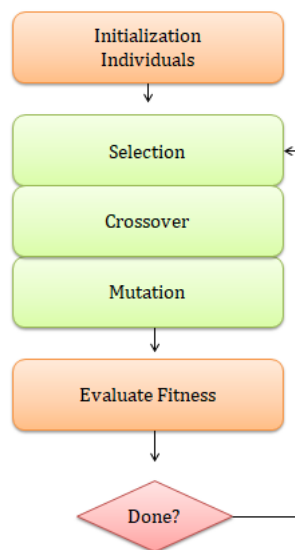 Initialization
Individuals
Selection
Crossover
Mutation
Evaluate Fitness
Done?